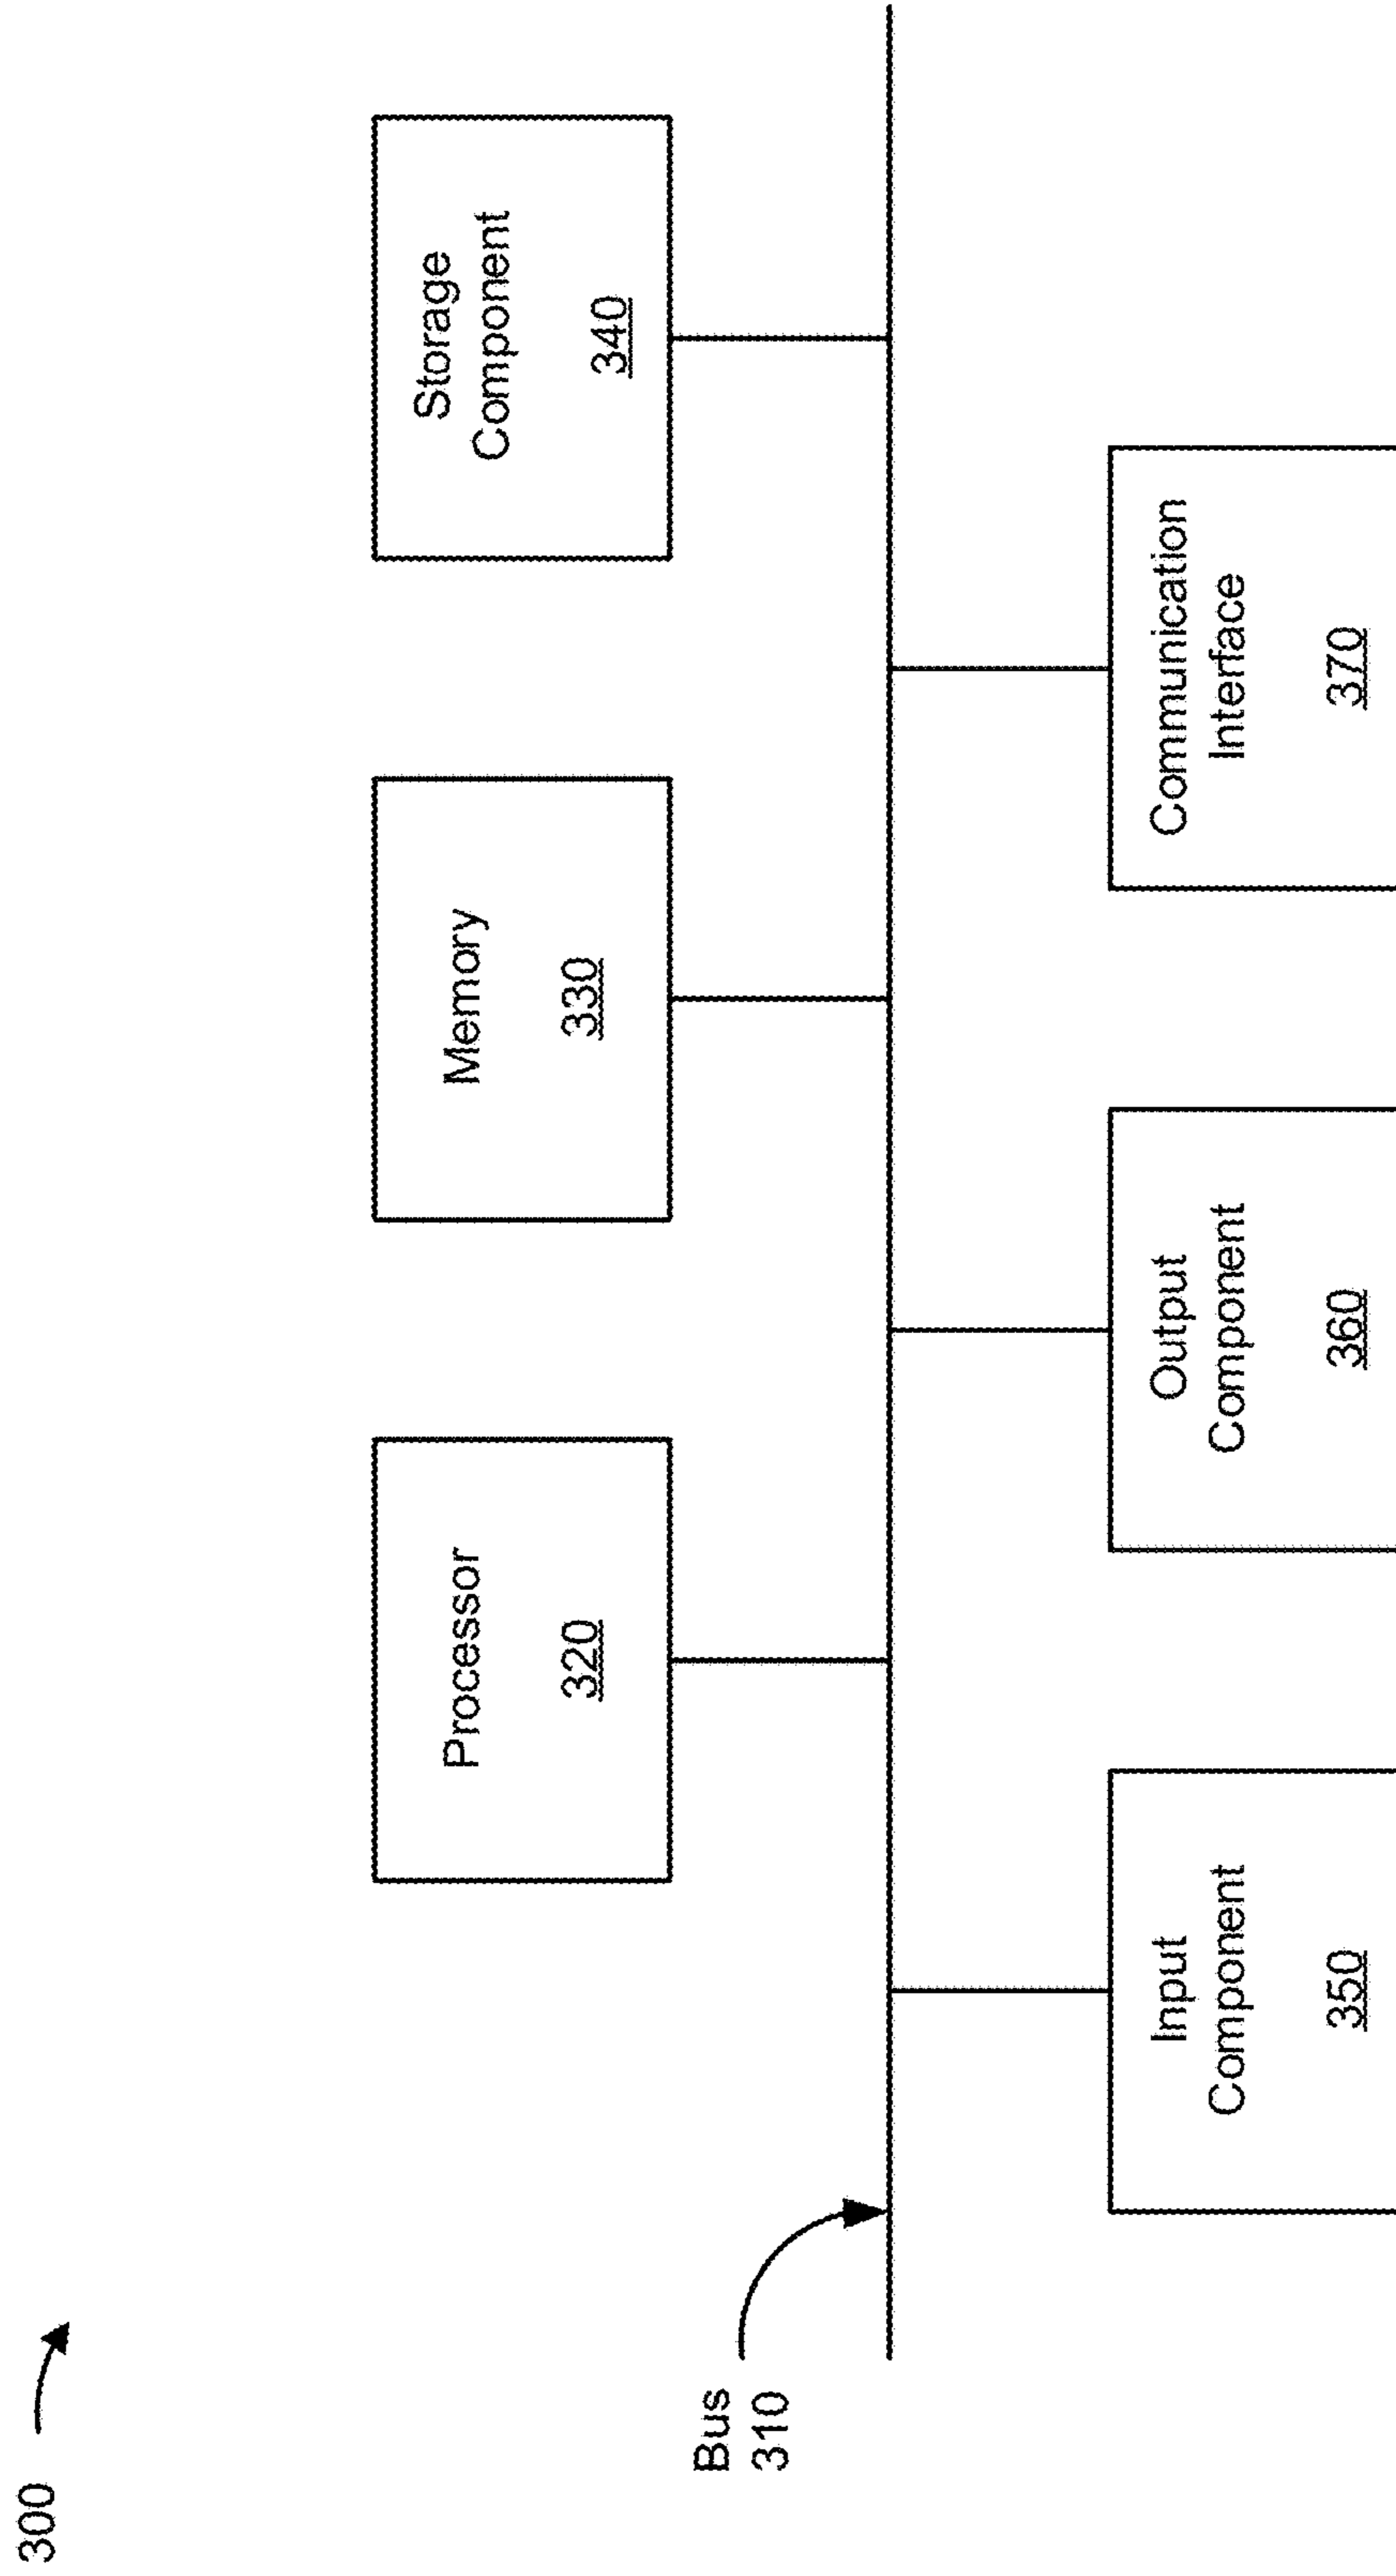 300
Processor
320
Memory
330
Storage
Component
340
Bus
310
Input
Component
350
Output
Component
360
Communication
Interface
370